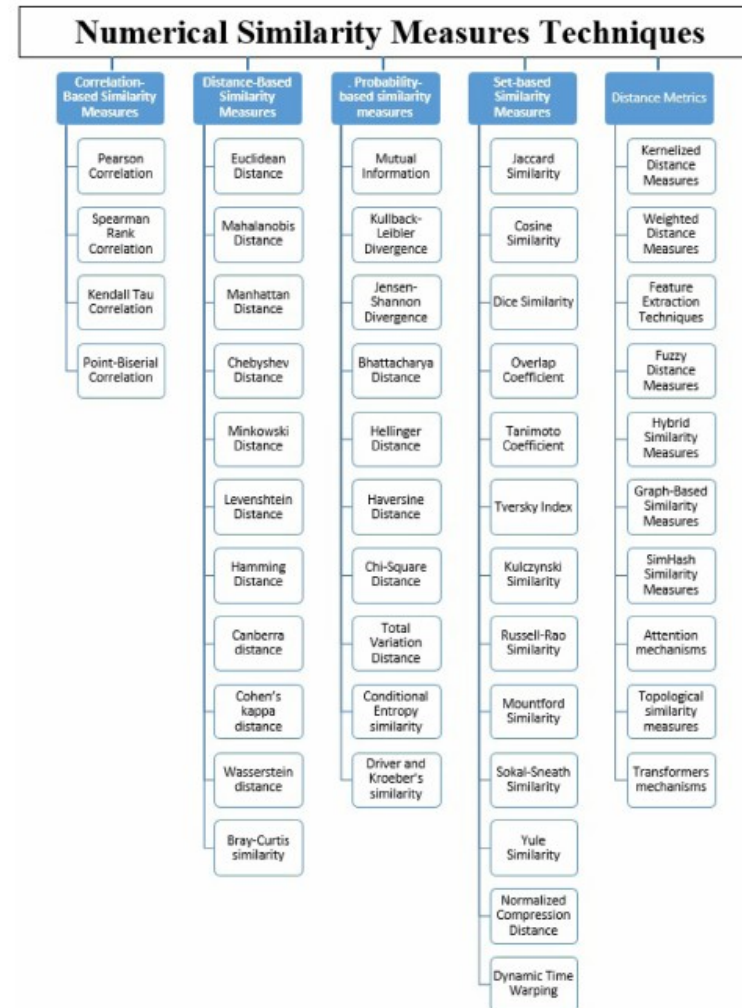 Numerical Similarity Measures Techniques
Correlation-
Based Similarity
Measures
Pearson
Correlation
Spearman
Rank
Correlation
Kendall Tau
Correlation
Point-Biserial
Correlation
Distance-Based
Similarity
Measures
Euclidean
Distance
Mahalanobis
Distance
Manhattan
Distance
Chebyshev
Distance
Minkowski
Distance
Levenshtein
Distance
Hamming
Distance
Canberra
distance
Cohen's
kappa
distance
Wasserstein
distance
Bray-Curtis
similarity
. Probability-
based similarity
measures
Mutual
Information
Kullback-
Leibler
Divergence
Jensen-
Shannon
Divergence
Bhattacharya
Distance
Hellinger
Distance
Haversine
Distance
Chi-Square
Distance
Total
Variation
Distance
Conditional
Entropy
similarity
Driver and
Kroeber's
similarity
Set-based
Similarity
Measures
Jaccard
Similarity
Cosine
Similarity
Dice Similarity
Overlap
Coefficient
Tanimoto
Coefficient
Tversky Index
Kulczynski
Similarity
Russell-Rao
Similarity
Mountford
Similarity
Sokal-Sneath
Similarity
Yule
Similarity
Normalized
Compression
Distance
Dynamic Time
Warping
Distance Metrics
Kernelized
Distance
Measures
Weighted
Distance
Measures
Feature
Extraction
Techniques
Fuzzy
Distance
Measures
Hybrid
Similarity
Measures
Graph-Based
Similarity
Measures
SimHash
Similarity
Measures
Attention
mechanisms
Topological
similarity
measures
Transformers
mechanisms